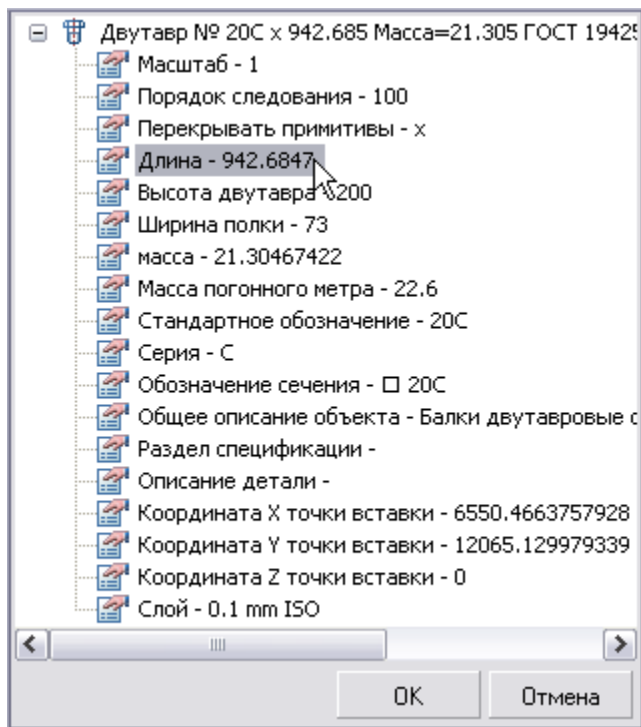 Двутавр № 20С x 942.685 Масса=21.305 ГОСТ 19425
Масштаб - 1
Порядок следования - 100
Перекрывать примитивы - x
Длина - 942.6847
Высота двутавра - 200
Ширина полки - 73
масса - 21.30467422
Масса погонного метра - 22.6
Стандартное обозначение - 20С
Серия - С
Обозначение сечения - □ 20С
Общее описание объекта - Балки двутавровые с
Раздел спецификации -
Описание детали -
Координата X точки вставки - 6550.4663757928
Координата Y точки вставки - 12065.129979339
Координата Z точки вставки - 0
Слой - 0.1 mm ISO
OK Отмена